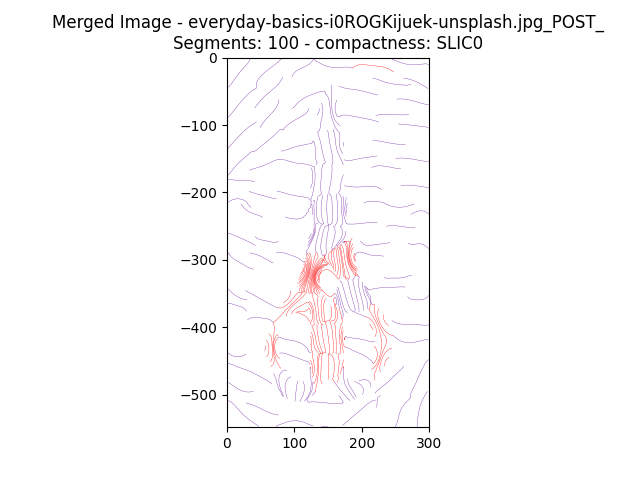 Merged Image - everyday-basics-i0ROGKijuek-unsplash.jpg_POST_
Segments: 100 - compactness: SLIC0
0
−100
−200
−300
−400
−500
0 100 200 300